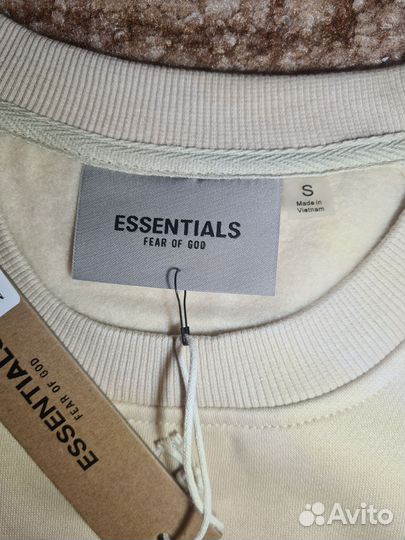 ESSENTIALS
FEAR OF GOD
S
Made in
Vietnam
ESSENTIALS
FEAR OF GOD
Avito